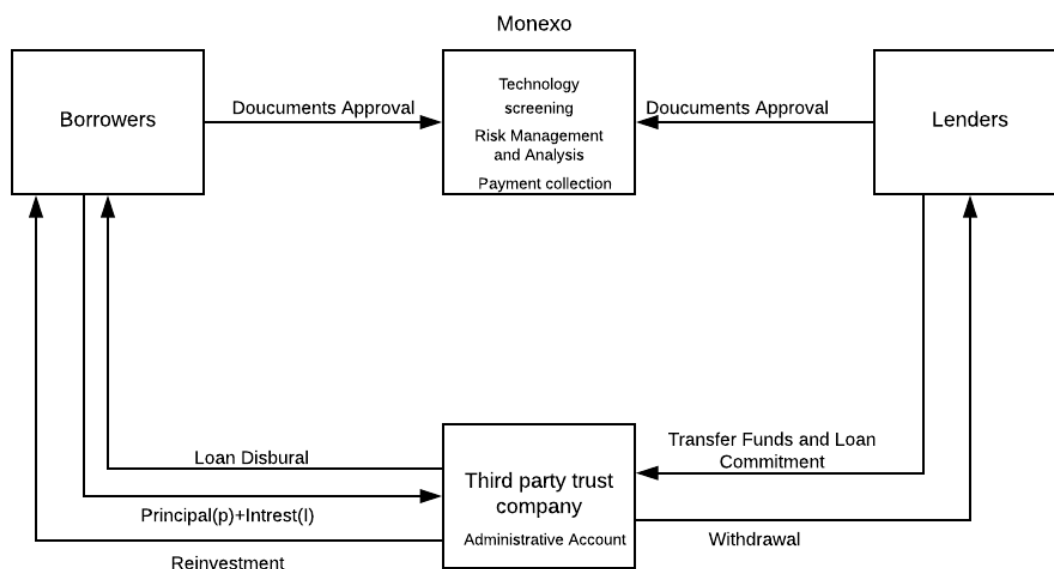 Monexo
Borrowers
Doucuments Approval
Technology
screening
Risk Management
and Analysis
Payment collection
Doucuments Approval
Lenders
Loan Disbural
Principal(p)+Intrest(I)
Reinvestment
Third party trust
company
Administrative Account
Transfer Funds and Loan
Commitment
Withdrawal